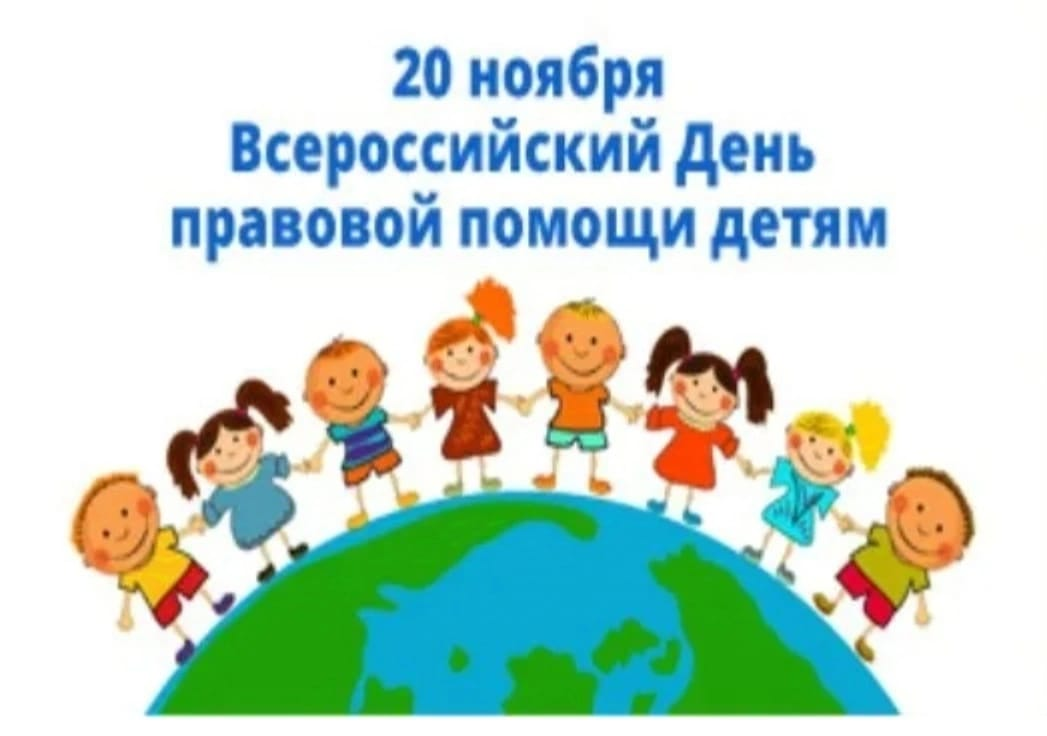 20 ноября
Всероссийский День
правовой помощи детям